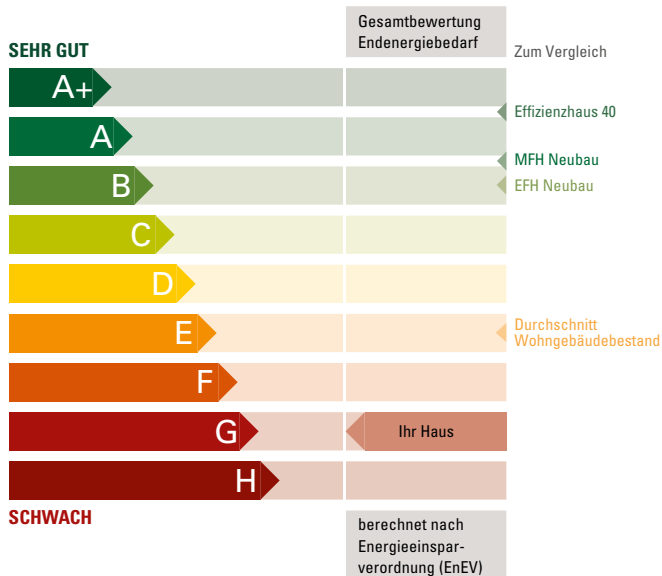 Gesamtbewertung
Endenergiebedarf
SEHR GUT
Zum Vergleich
A+
Effizienzhaus 40
A
MFH Neubau
B
EFH Neubau
C
D
E
Durchschnitt
Wohngebäudebestand
F
G
Ihr Haus
H
SCHWACH
berechnet nach
Energieeinspar-
verordnung (EnEV)